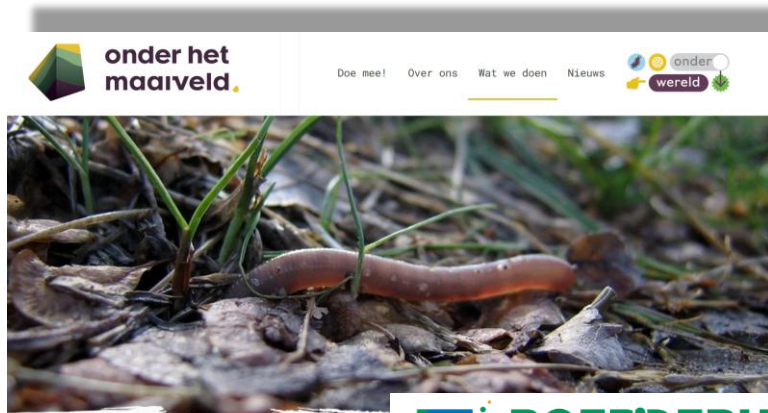 onder het
maaiveld.
Doe mee! Over ons Wat we doen Nieuws
onder
wereld